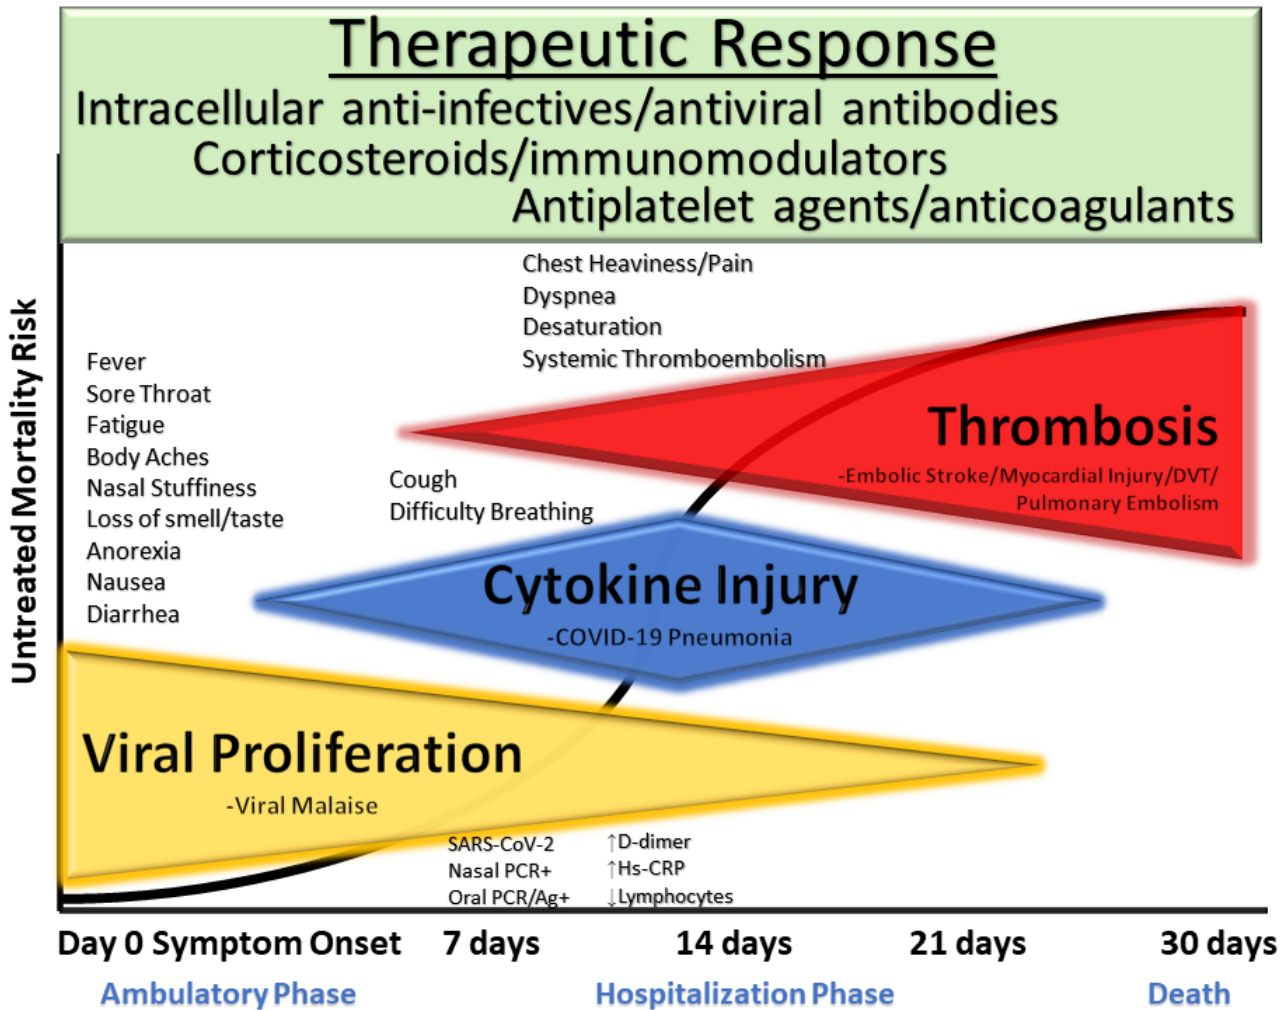 Therapeutic Response
Intracellular anti-infectives/antiviral antibodies
Corticosteroids/immunomodulators
Antiplatelet agents/anticoagulants
Untreated Mortality Risk
Chest Heaviness/Pain
Dyspnea
Desaturation
Systemic Thromboembolism
Fever
Sore Throat
Fatigue
Body Aches
Nasal Stuffiness
Loss of smell/taste
Anorexia
Nausea
Diarrhea
Thrombosis
-Embolic Stroke/Myocardial Injury/DVT/
Pulmonary Embolism
Cough
Difficulty Breathing
Cytokine Injury
-COVID-19 Pneumonia
Viral Proliferation
-Viral Malaise
SARS-CoV-2
Nasal PCR+
Oral PCR/Ag+
↑D-dimer
↑Hs-CRP
↓Lymphocytes
Day 0 Symptom Onset 7 days 14 days 21 days 30 days
Ambulatory Phase Hospitalization Phase Death